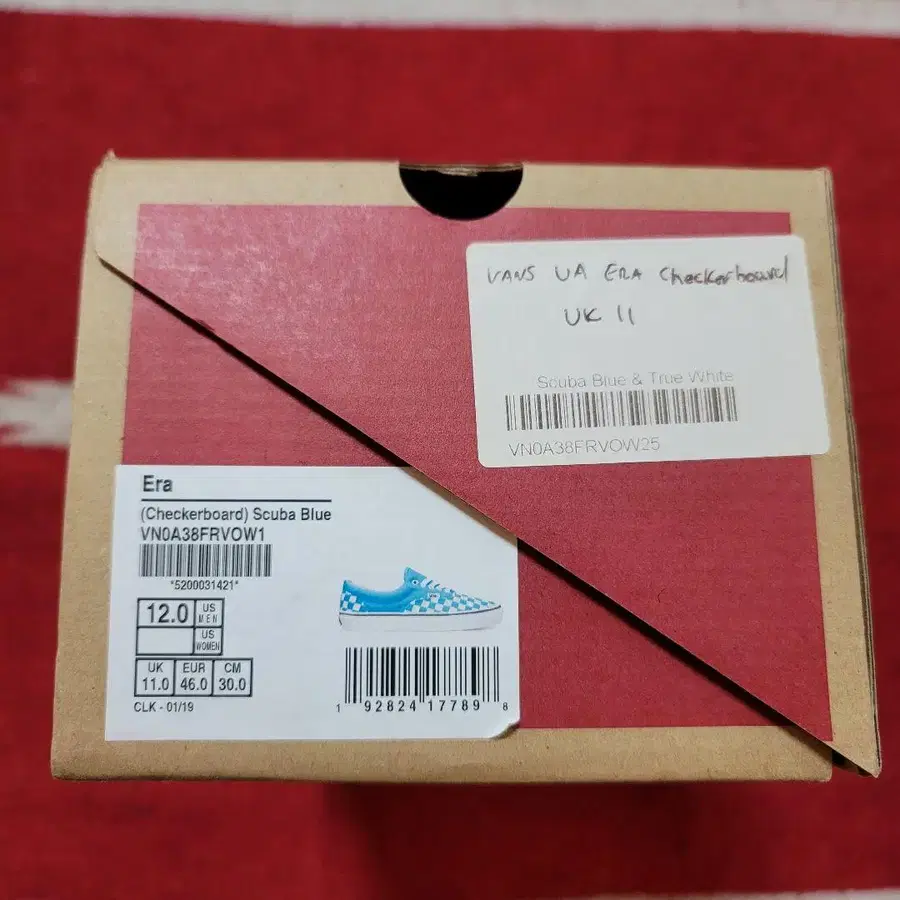 VANS UA ERA Checkerboard
UK 11
Scuba Blue & True White
VN0A38FRVOW25
Era
(Checkerboard) Scuba Blue
VN0A38FRVOW1
*5200031421*
12.0 US MEN
US WOMEN
UK EUR CM
11.0 46.0 30.0
CLK - 01/19
1 92824 17789 8